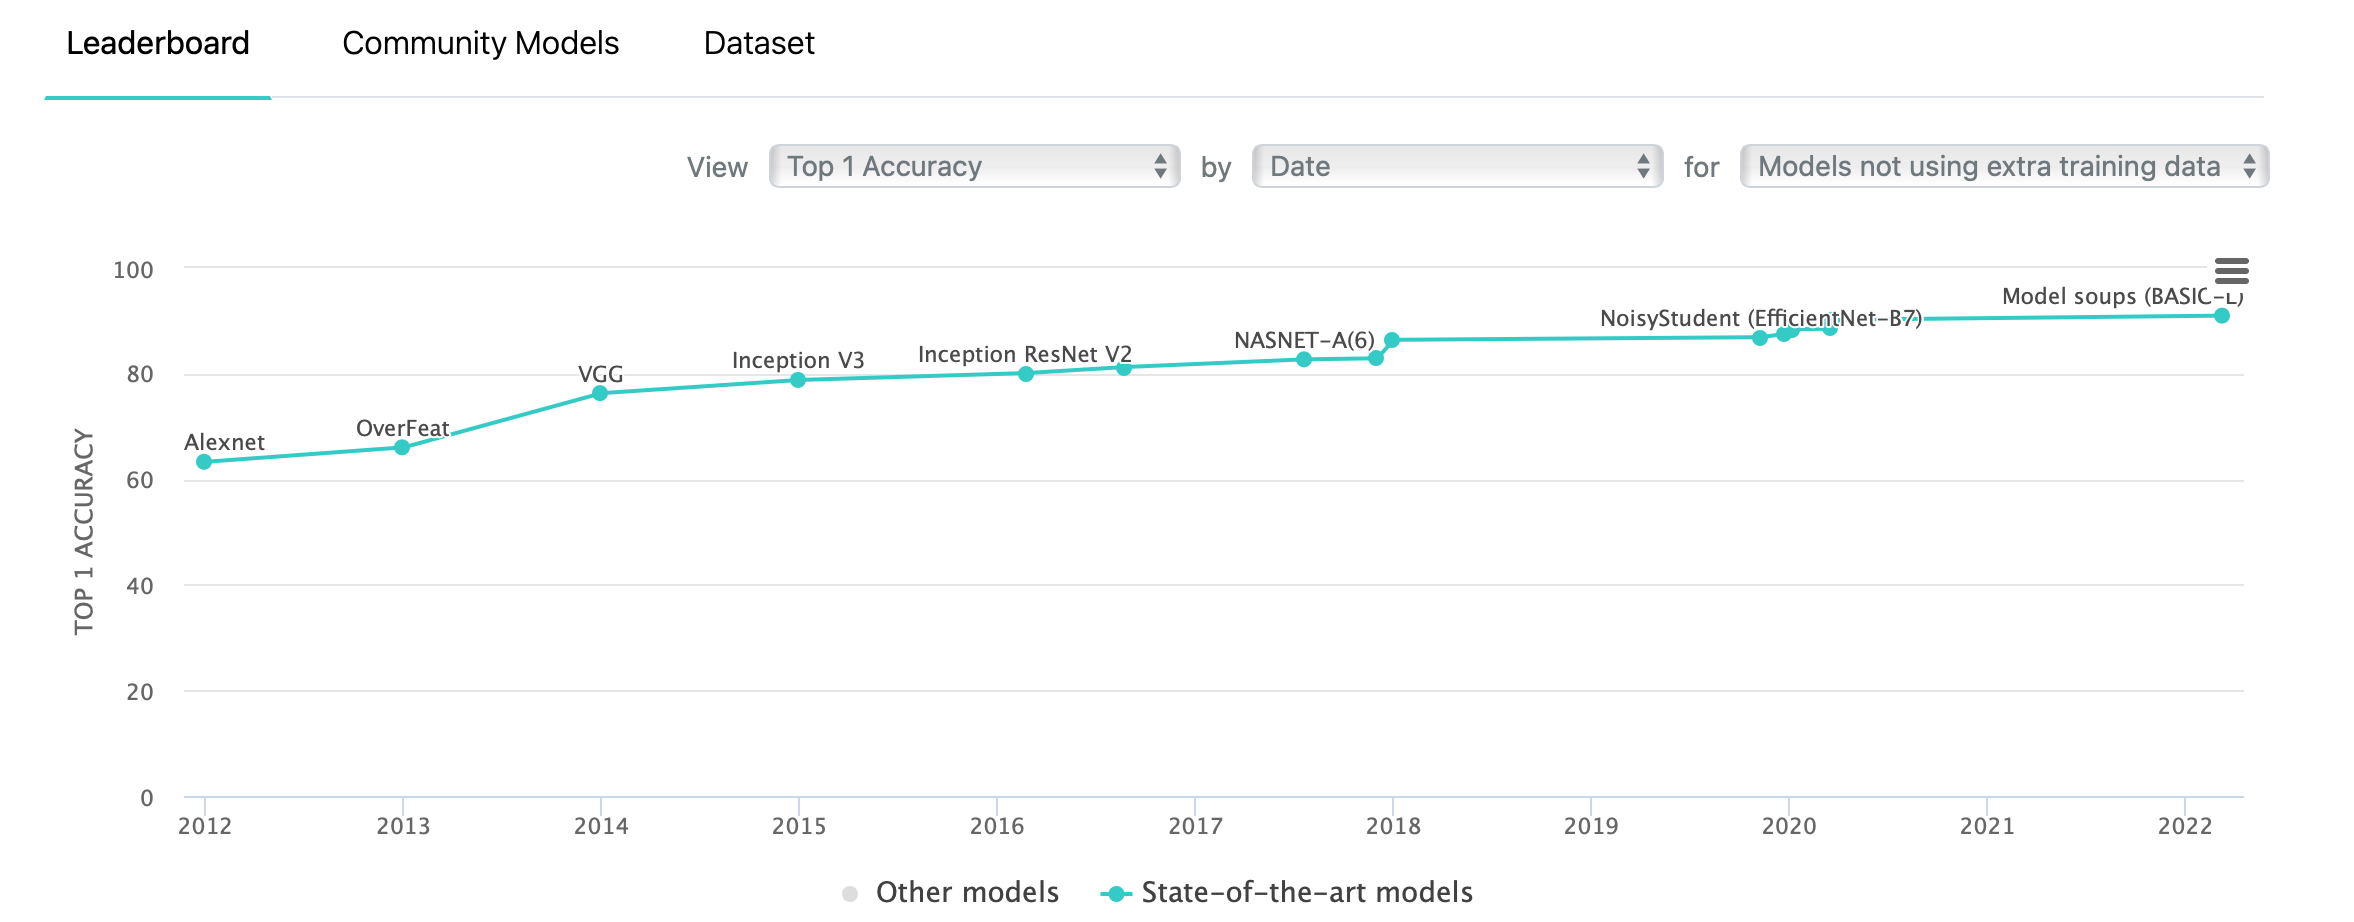 Leaderboard Community Models Dataset
View Top 1 Accuracy by Date for Models not using extra training data
TOP 1 ACCURACY
100
80
60
40
20
0
Alexnet
OverFeat
VGG
Inception V3
Inception ResNet V2
NASNET-A(6)
NoisyStudent (EfficientNet-B7)
Model soups (BASIC-L)
2012 2013 2014 2015 2016 2017 2018 2019 2020 2021 2022
Other models State-of-the-art models